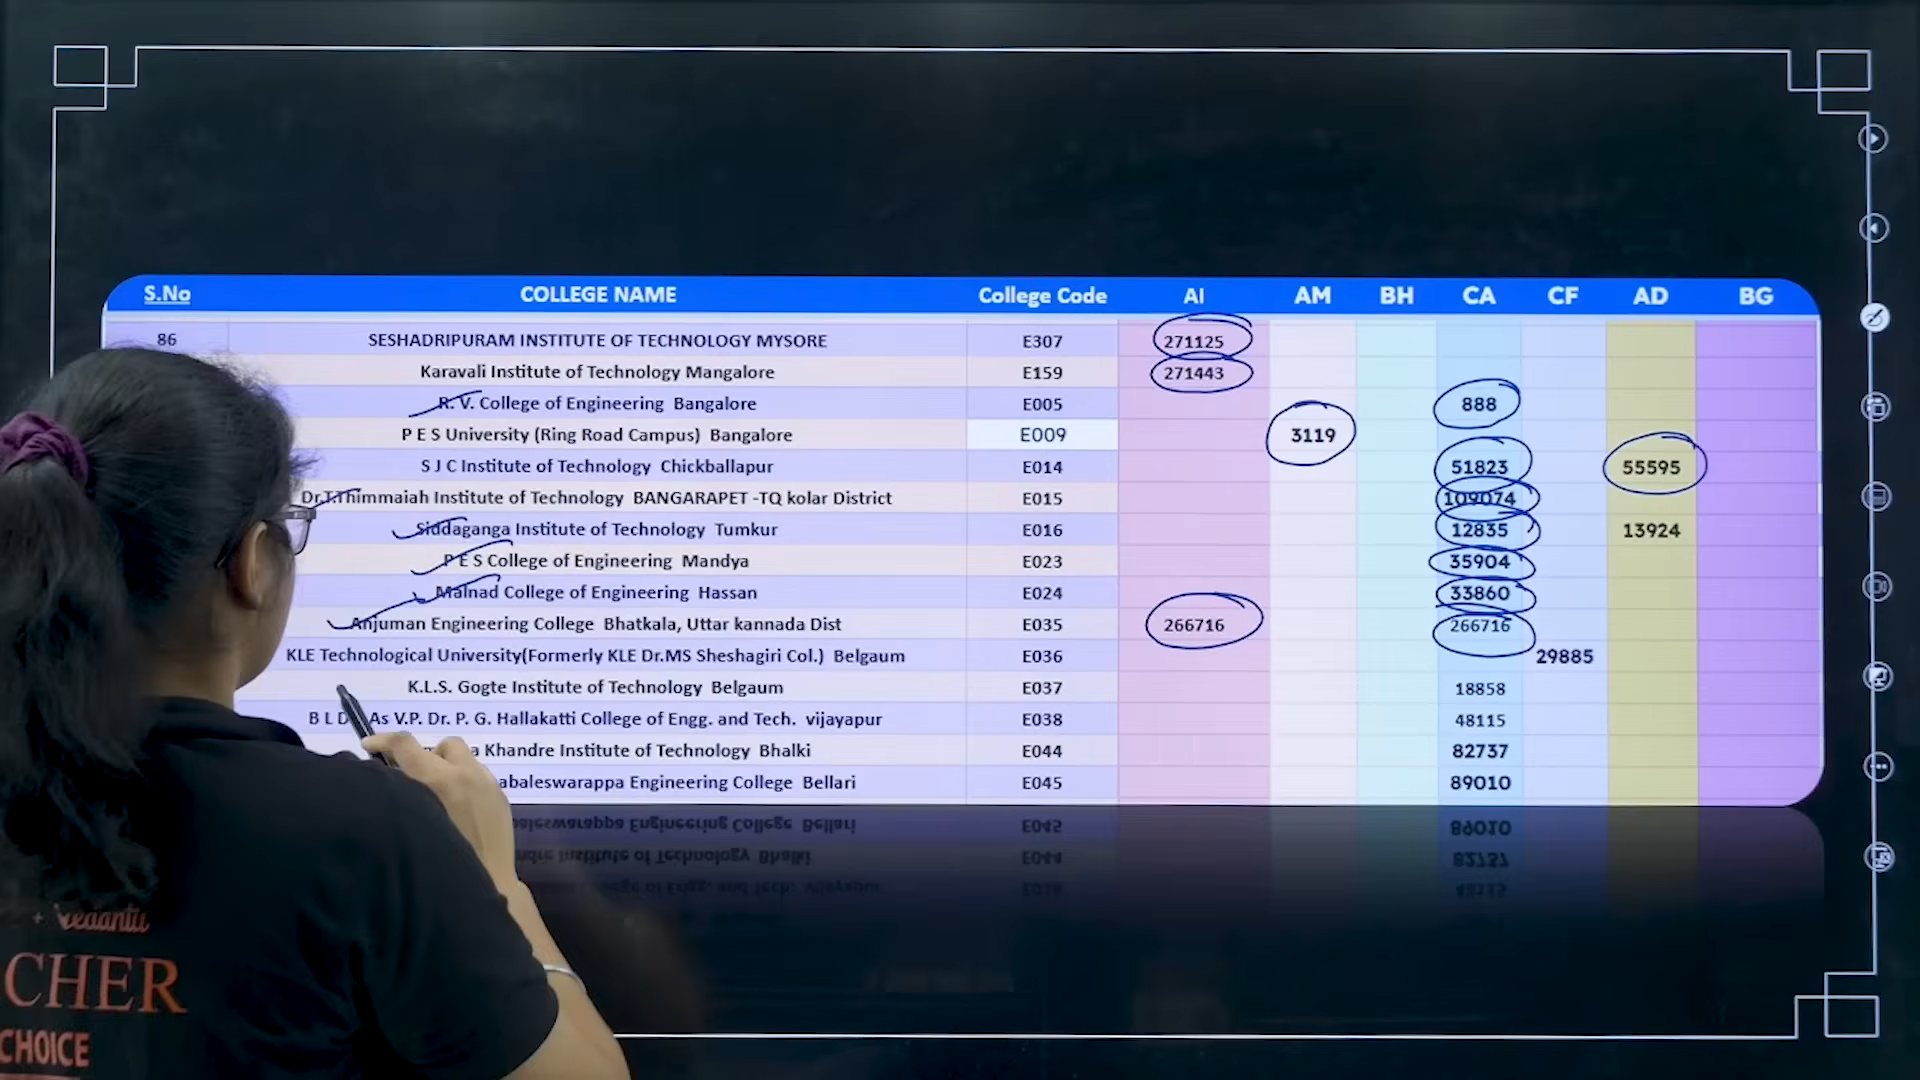 S.No COLLEGE NAME College Code AI AM BH CA CF AD BG
86 SESHADRIPURAM INSTITUTE OF TECHNOLOGY MYSORE E307 271125
Karavali Institute of Technology Mangalore E159 271443
R. V. College of Engineering Bangalore E005 888
P E S University (Ring Road Campus) Bangalore E009 3119
S J C Institute of Technology Chickballapur E014 51823 55595
Dr.T.Thimmaiah Institute of Technology BANGARAPET -TQ kolar District E015 109074
Siddaganga Institute of Technology Tumkur E016 12835 13924
P E S College of Engineering Mandya E023 35904
Malnad College of Engineering Hassan E024 33860
Anjuman Engineering College Bhatkala, Uttar kannada Dist E035 266716 266716
KLE Technological University(Formerly KLE Dr.MS Sheshagiri Col.) Belgaum E036 29885
K.L.S. Gogte Institute of Technology Belgaum E037 18858
B L D As V.P. Dr. P. G. Hallakatti College of Engg. and Tech. vijayapur E038 48115
Khandre Institute of Technology Bhalki E044 82737
abaleswarappa Engineering College Bellari E045 89010
Vedantu
CHER
CHOICE